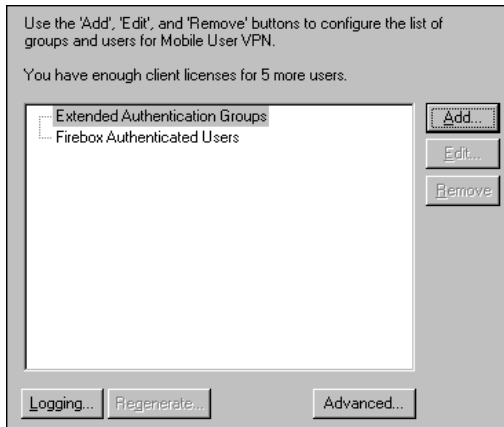 Use the 'Add', 'Edit', and 'Remove' buttons to configure the list of
groups and users for Mobile User VPN.
You have enough client licenses for 5 more users.
Extended Authentication Groups
Firebox Authenticated Users
Add...
Edit...
Remove
Logging...
Regenerate...
Advanced...